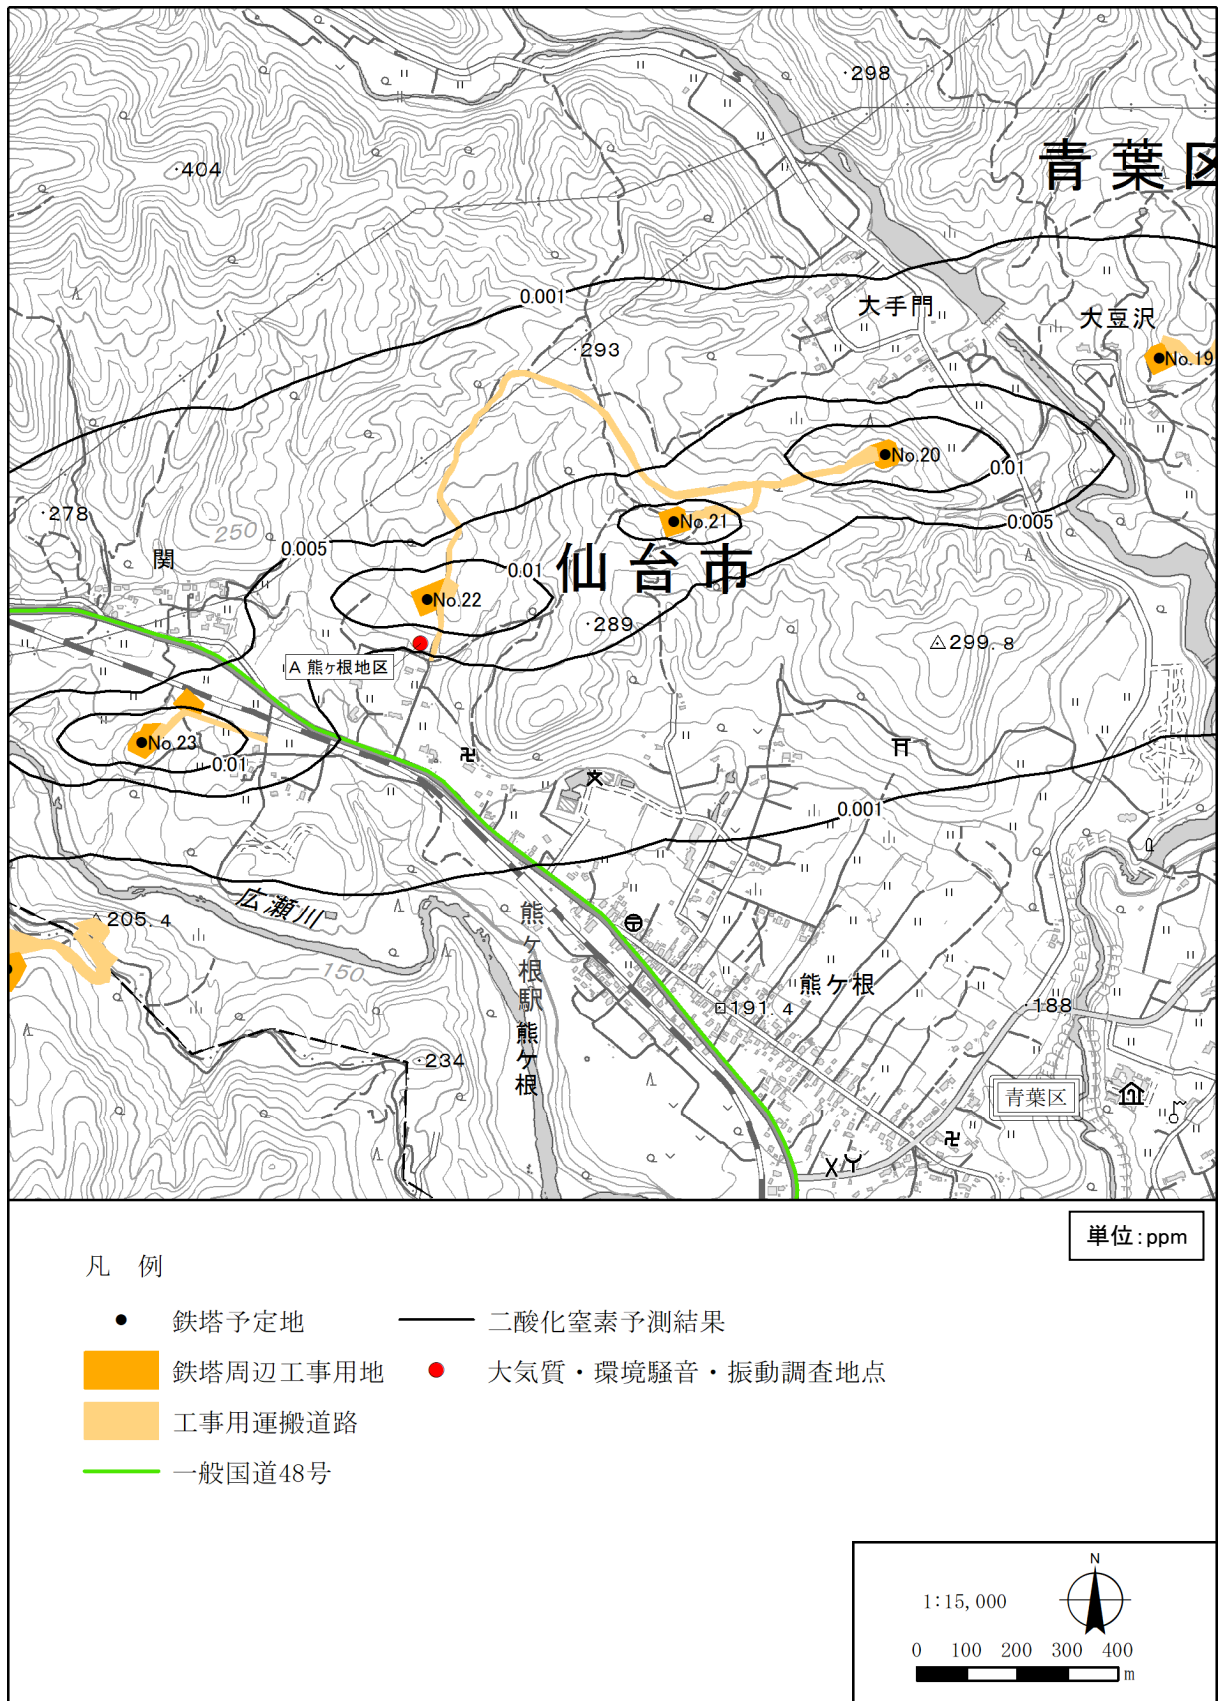 298
404
青葉区
0.001
大手門
293
大豆沢
No.19
No.20
0.01
278
250
0.005
No.21
0.005
関
0.01
仙台市
No.22
289
299.8
A 熊ヶ根地区
No.23
0.01
0.001
広瀬川
205.4
熊ヶ根駅
150
熊ケ根
191.4
188
熊ケ根
234
青葉区
単位:ppm
凡 例
鉄塔予定地
二酸化窒素予測結果
鉄塔周辺工事用地
大気質・環境騒音・振動調査地点
工事用運搬道路
一般国道48号
N
1:15,000
0 100 200 300 400
m